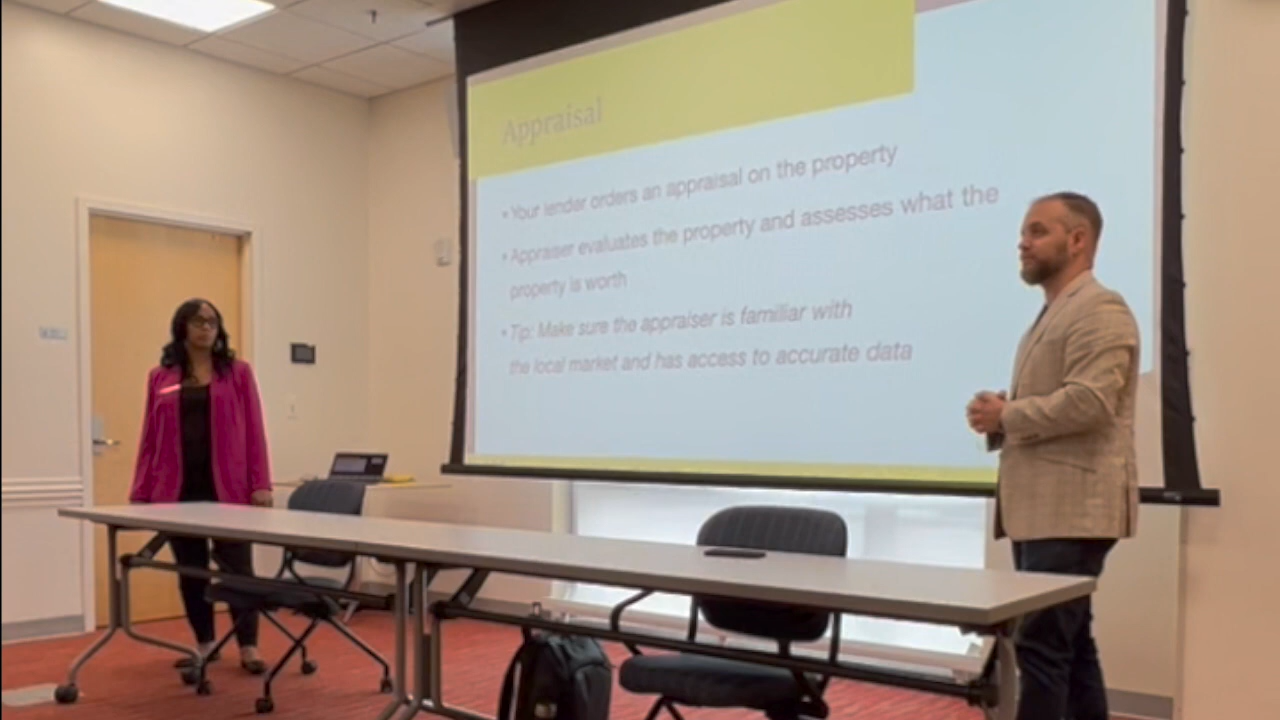 Appraisal
• Your lender orders an appraisal on the property
• Appraiser evaluates the property and assesses what the
property is worth
• Tip: Make sure the appraiser is familiar with
the local market and has access to accurate data